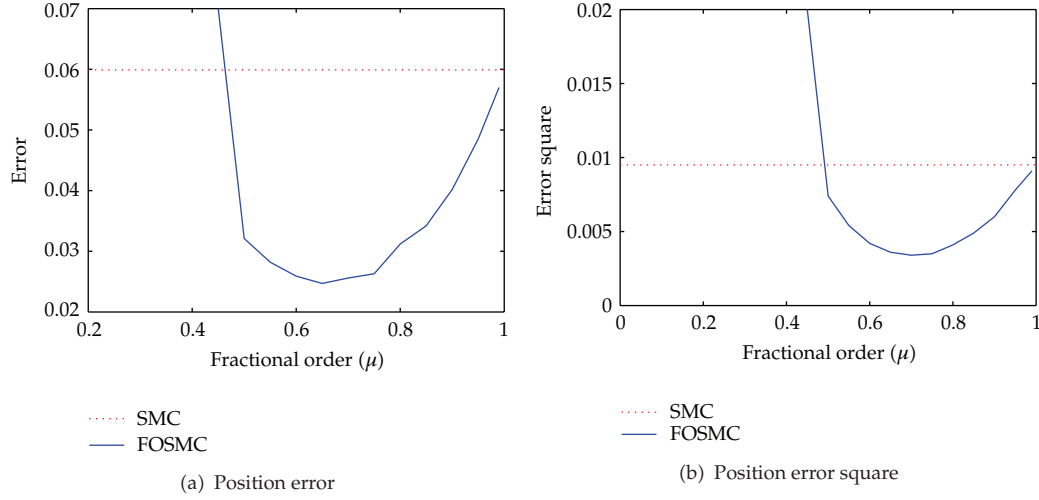 0.07
0.06
0.05
0.04
0.03
0.02
Error
0.2
0.4
0.6
0.8
1
Fractional order (μ)
SMC
FOSMC
(a) Position error
0.02
0.015
0.01
0.005
0
Error square
0
0.2
0.4
0.6
0.8
1
Fractional order (μ)
SMC
FOSMC
(b) Position error square